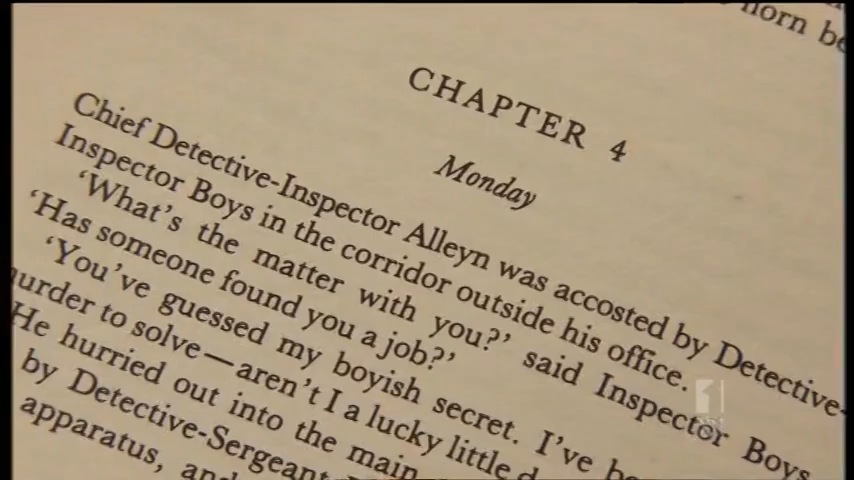 horn be
CHAPTER 4
Monday
Chief Detective-Inspector Alleyn was accosted by Detective-
Inspector Boys in the corridor outside his office.
‘What's the matter with you?’ said Inspector Boys.
‘Has someone found you a job?’
‘You've guessed my boyish secret. I've be
urder to solve—aren't I a lucky little d
He hurried out into the main
by Detective-Sergeant
apparatus, and